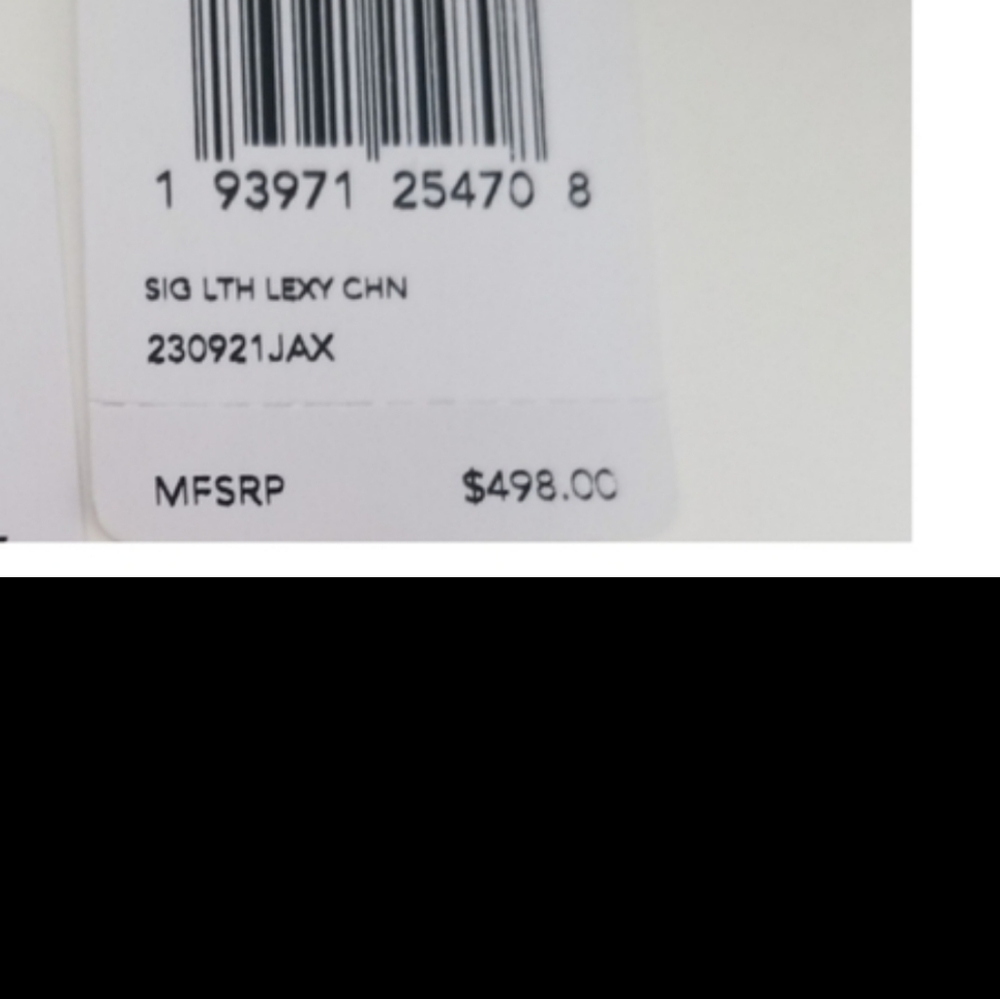 1 93971 25470 8
SIG LTH LEXY CHN
230921JAX
MFSRP $498.00